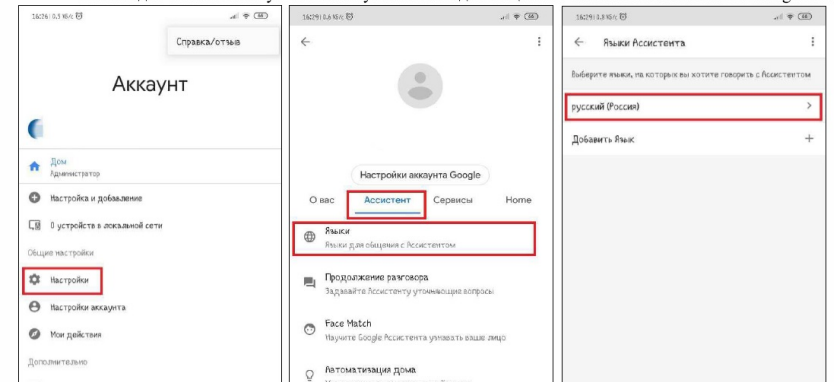 16:26 | 0,3 КБ/с
Справка/отзыв
Аккаунт
Дом
Администратор
Настройка и добавление
0 устройств в локальной сети
Общие настройки
Настройки
Настройки аккаунта
Мои действия
Дополнительно
16:29 | 0,6 КБ/с
Настройки аккаунта Google
О вас Ассистент Сервисы Home
Языки
Языки для общения с Ассистентом
Продолжение разговора
Задавайте Ассистенту уточняющие вопросы
Face Match
Научите Google Ассистента узнавать ваше лицо
Автоматизация дома
16:29 | 0,8 КБ/с
Языки Ассистента
Выберите языки, на которых вы хотите говорить с Ассистентом
русский (Россия)
Добавить Язык